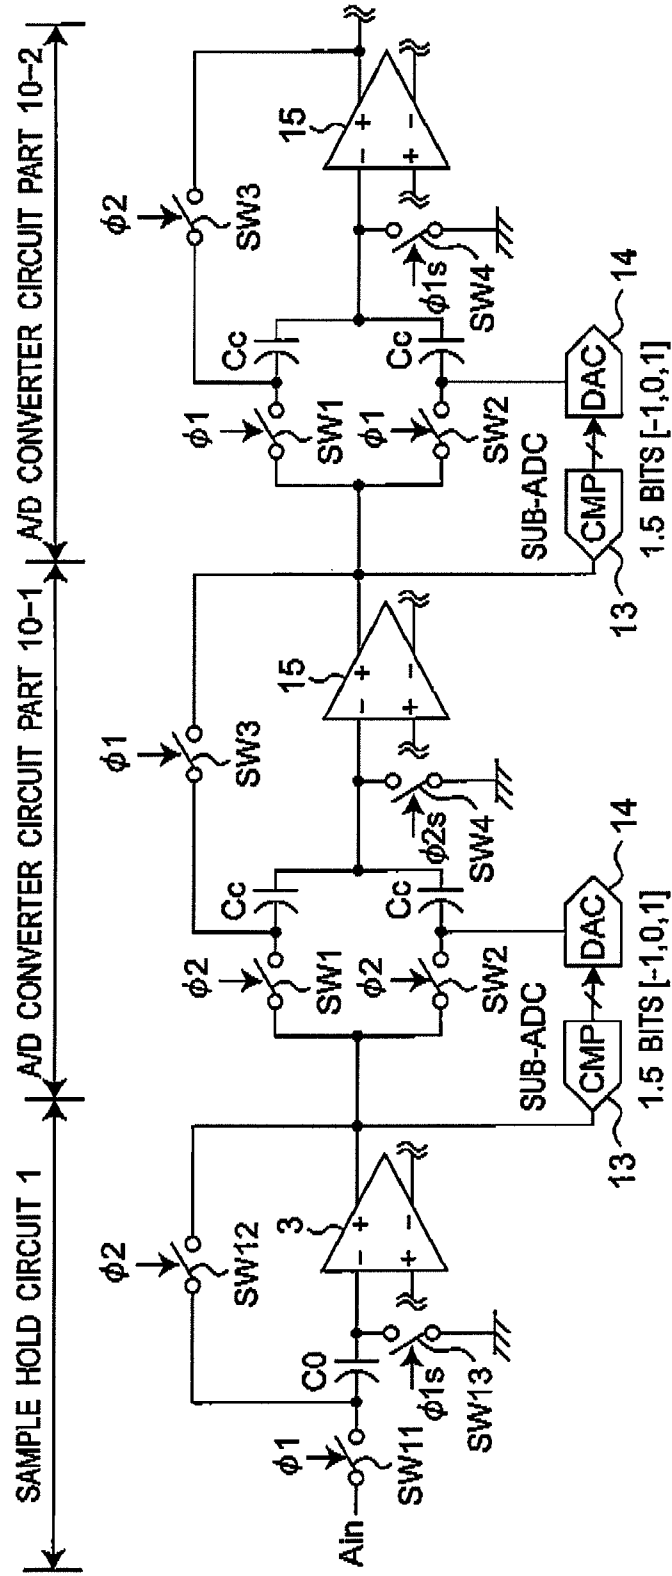 SAMPLE HOLD CIRCUIT 1
A/D CONVERTER CIRCUIT PART 10-1
A/D CONVERTER CIRCUIT PART 10-2
Ain
ϕ1
SW11
C0
ϕ1s
SW13
ϕ2
SW12
3
+
−
−
+
ϕ2
SW1
ϕ2
SW2
Cc
Cc
ϕ1
SW3
ϕ2s
SW4
15
+
−
−
+
SUB-ADC
CMP
DAC
13
14
1.5 BITS [-1,0,1]
ϕ1
SW1
ϕ1
SW2
Cc
Cc
ϕ2
SW3
ϕ1s
SW4
15
+
−
−
+
SUB-ADC
CMP
DAC
13
14
1.5 BITS [-1,0,1]